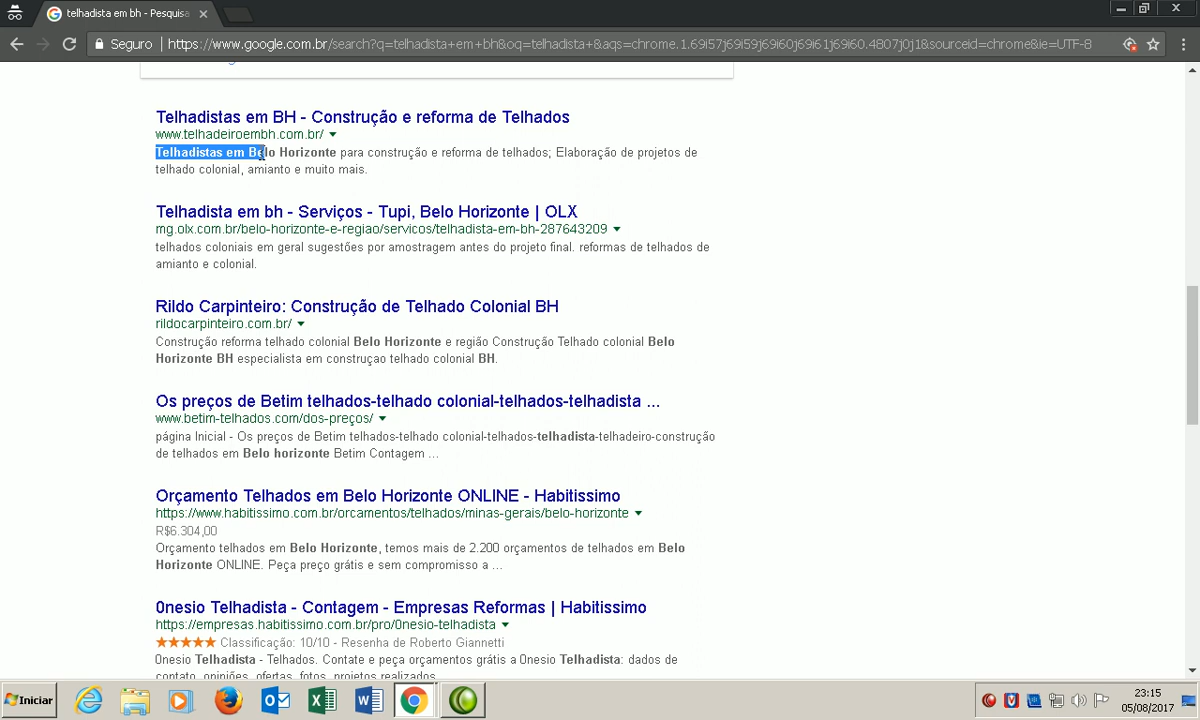 telhadista em bh - Pesquisa
Seguro
https://www.google.com.br/search?q=telhadista+em+bh&oq=telhadista+&aqs=chrome.1.69i57j69i59j69i60j69i61j69i60.4807j0j1&sourceid=chrome&ie=UTF-8
Telhadistas em BH - Construção e reforma de Telhados
www.telhadeiroembh.com.br/
Telhadistas em Belo Horizonte para construção e reforma de telhados; Elaboração de projetos de
telhado colonial, amianto e muito mais.
Telhadista em bh - Serviços - Tupi, Belo Horizonte | OLX
mg.olx.com.br/belo-horizonte-e-regiao/servicos/telhadista-em-bh-287643209
telhados coloniais em geral sugestões por amostragem antes do projeto final. reformas de telhados de
amianto e colonial.
Rildo Carpinteiro: Construção de Telhado Colonial BH
rildocarpinteiro.com.br/
Construção reforma telhado colonial Belo Horizonte e região Construção Telhado colonial Belo
Horizonte BH especialista em construçao telhado colonial BH.
Os preços de Betim telhados-telhado colonial-telhados-telhadista ...
www.betim-telhados.com/dos-preços/
página Inicial - Os preços de Betim telhados-telhado colonial-telhados-telhadista-telhadeiro-construção
de telhados em Belo horizonte Betim Contagem ...
Orçamento Telhados em Belo Horizonte ONLINE - Habitissimo
https://www.habitissimo.com.br/orcamentos/telhados/minas-gerais/belo-horizonte
R$6.304,00
Orçamento telhados em Belo Horizonte, temos mais de 2.200 orçamentos de telhados em Belo
Horizonte ONLINE. Peça preço grátis e sem compromisso a ...
0nesio Telhadista - Contagem - Empresas Reformas | Habitissimo
https://empresas.habitissimo.com.br/pro/0nesio-telhadista
Classificação: 10/10 - Resenha de Roberto Giannetti
0nesio Telhadista - Telhados. Contate e peça orçamentos grátis a 0nesio Telhadista: dados de
contato, opiniões, ofertas, fotos, projetos realizados
Iniciar
23:15
05/08/2017